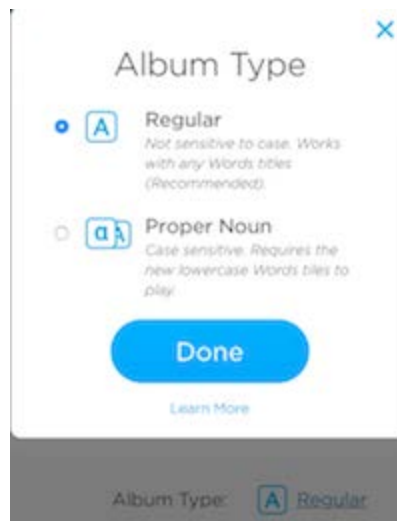 Album Type
A Regular
Not sensitive to case. Works
with any Words titles
(Recommended).
a A Proper Noun
Case sensitive. Requires the
new lowercase Words tiles to
play.
Done
Learn More
Album Type: A Regular